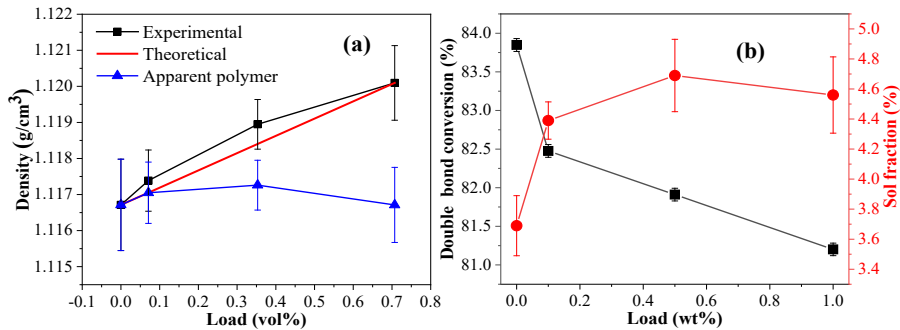 1.122
1.121
1.120
1.119
1.118
1.117
1.116
1.115
Density (g/cm³)
Experimental
Theoretical
Apparent polymer
(a)
-0.1 0.0 0.1 0.2 0.3 0.4 0.5 0.6 0.7 0.8
Load (vol%)
84.0
83.5
83.0
82.5
82.0
81.5
81.0
Double bond conversion (%)
(b)
5.0
4.8
4.6
4.4
4.2
4.0
3.8
3.6
3.4
Sol fraction (%)
0.0 0.2 0.4 0.6 0.8 1.0
Load (wt%)